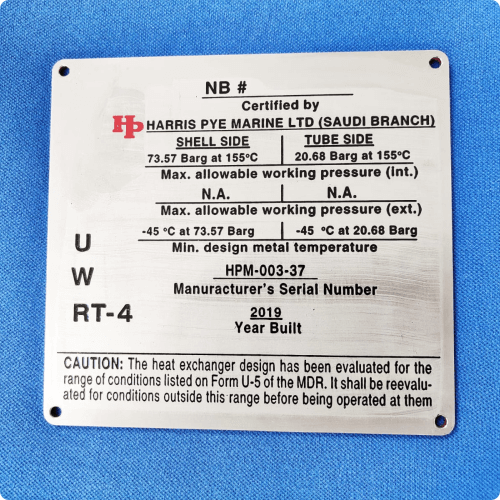 NB #
Certified by
HP HARRIS PYE MARINE LTD (SAUDI BRANCH)
SHELL SIDE TUBE SIDE
73.57 Barg at 155°C 20.68 Barg at 155°C
Max. allowable working pressure (int.)
N.A. N.A.
Max. allowable working pressure (ext.)
-45 °C at 73.57 Barg -45 °C at 20.68 Barg
Min. design metal temperature
U
W
RT-4
HPM-003-37
Manuracturer's Serial Number
2019
Year Built
CAUTION: The heat exchanger design has been evaluated for the
range of conditions listed on Form U-5 of the MDR. It shall be reevalu-
ated for conditions outside this range before being operated at them